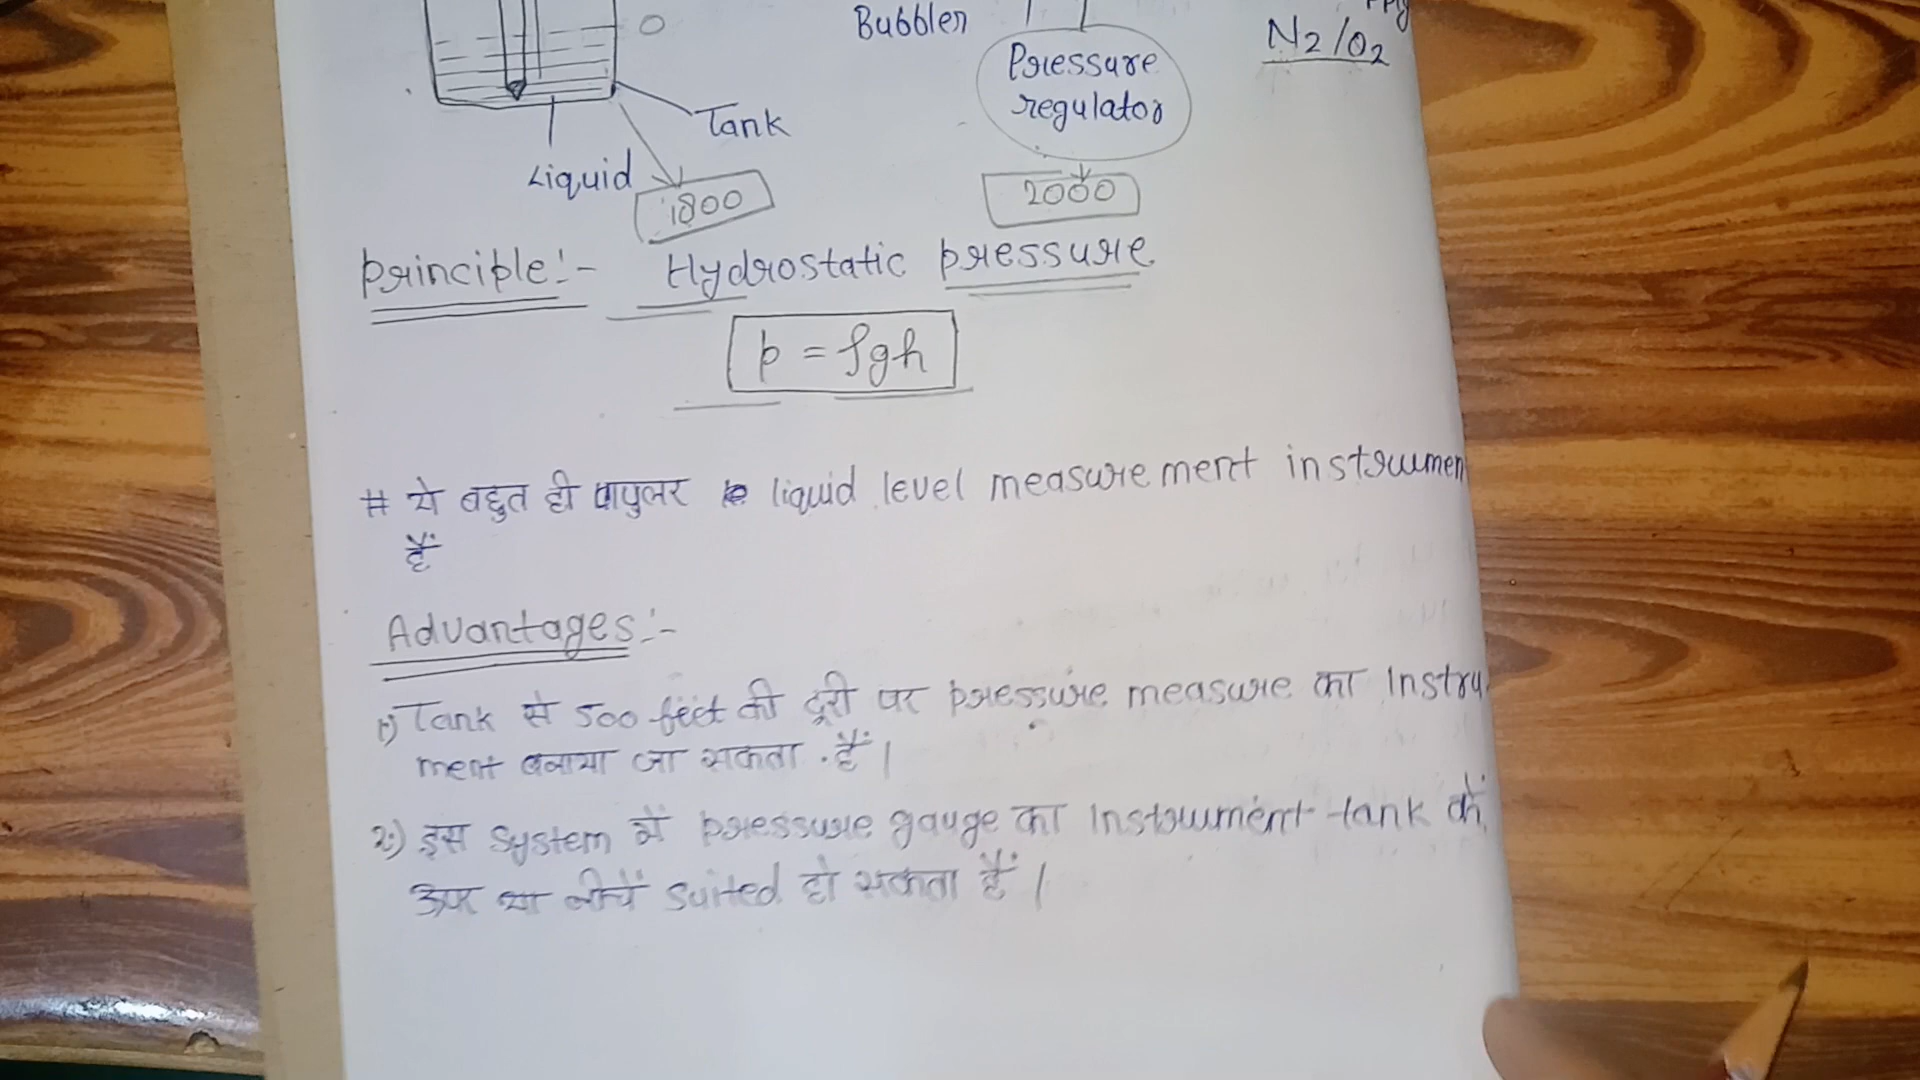 Bubbler
N2/O2
Pressure
regulator
Tank
Liquid
1800
2000
principle:- Hydrostatic pressure
p = ρgh
# ये बहुत ही पापुलर liquid level measurement instrumen
हैं
Advantages:-
1) Tank से 500 feet की दूरी पर pressure measure का Instru
ment बनाया जा सकता हैं।
2) इस system में pressure gauge का Instrument tank के
ऊपर या नीचें suited हो सकता हैं।